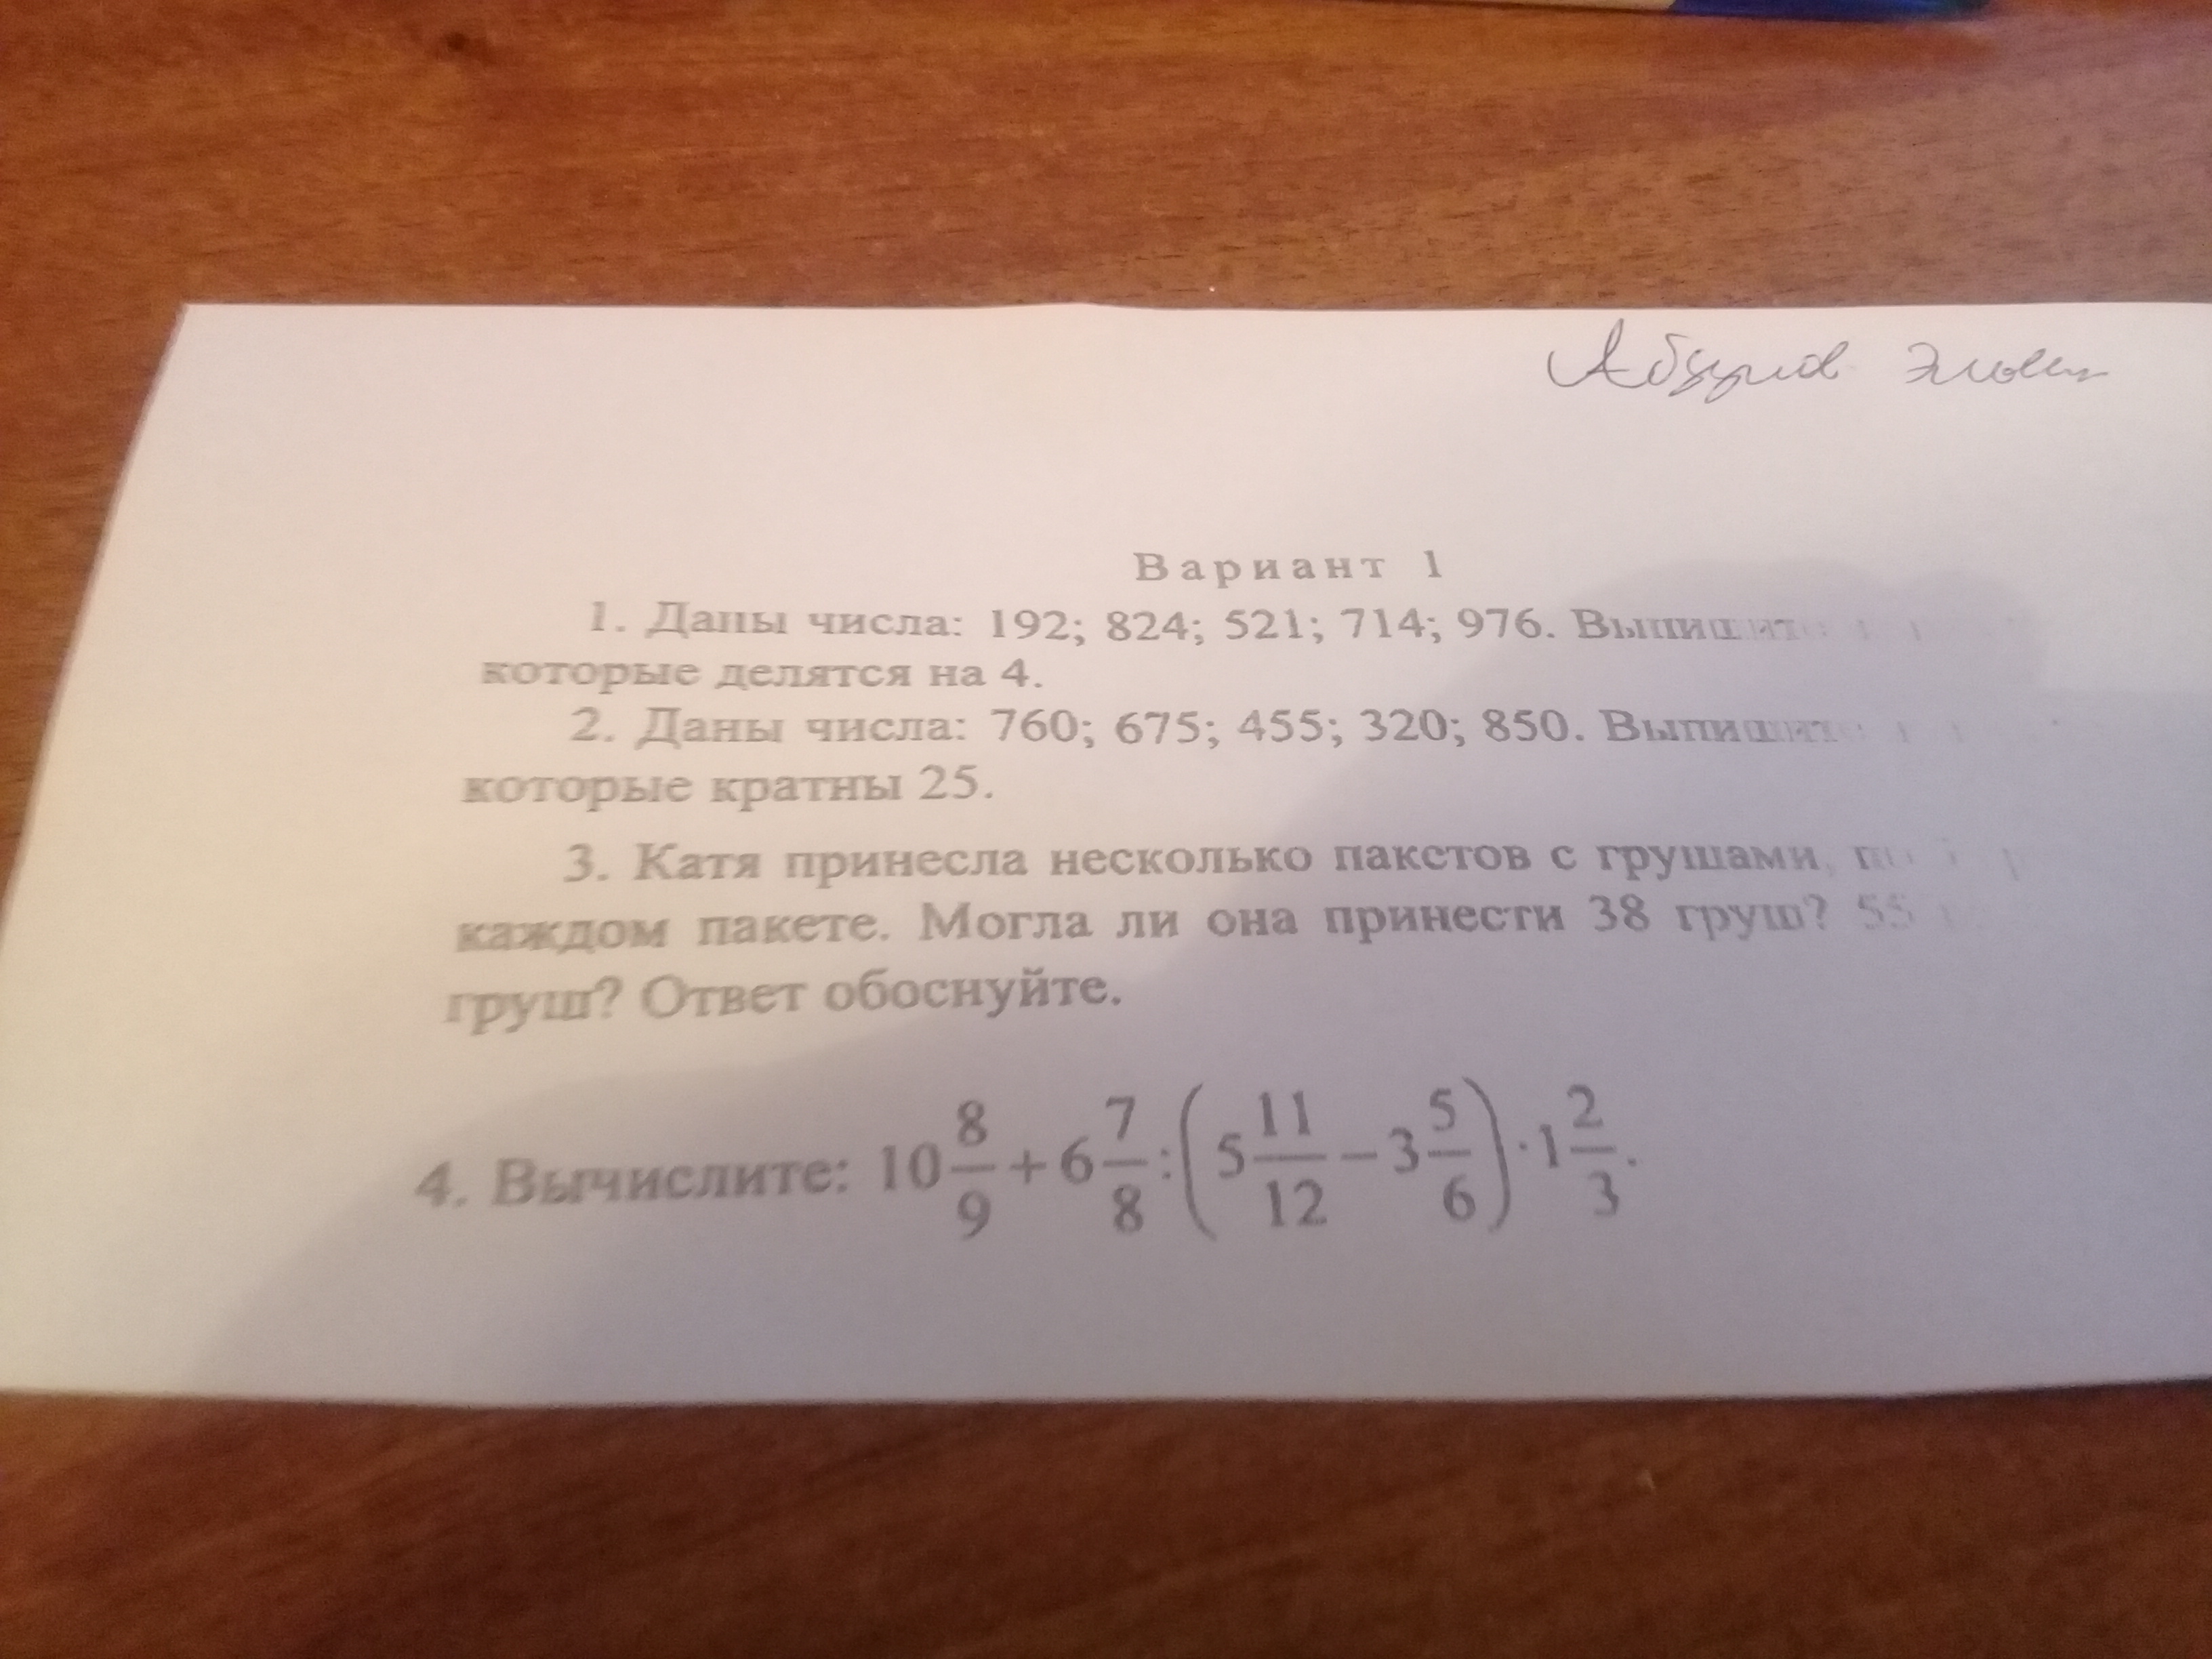 Вариант 1
1. Даны числа: 192; 824; 521; 714; 976. Выпишите
которые делятся на 4.
2. Даны числа: 760; 675; 455; 320; 850. Выпишите
которые кратны 25.
3. Катя принесла несколько пакетов с грушами,
каждом пакете. Могла ли она принести 38 груш? 55
груш? Ответ обоснуйте.
4. Вычислите: 10 8/9 + 6 7/8 : (5 11/12 − 3 5/6) · 1 2/3.